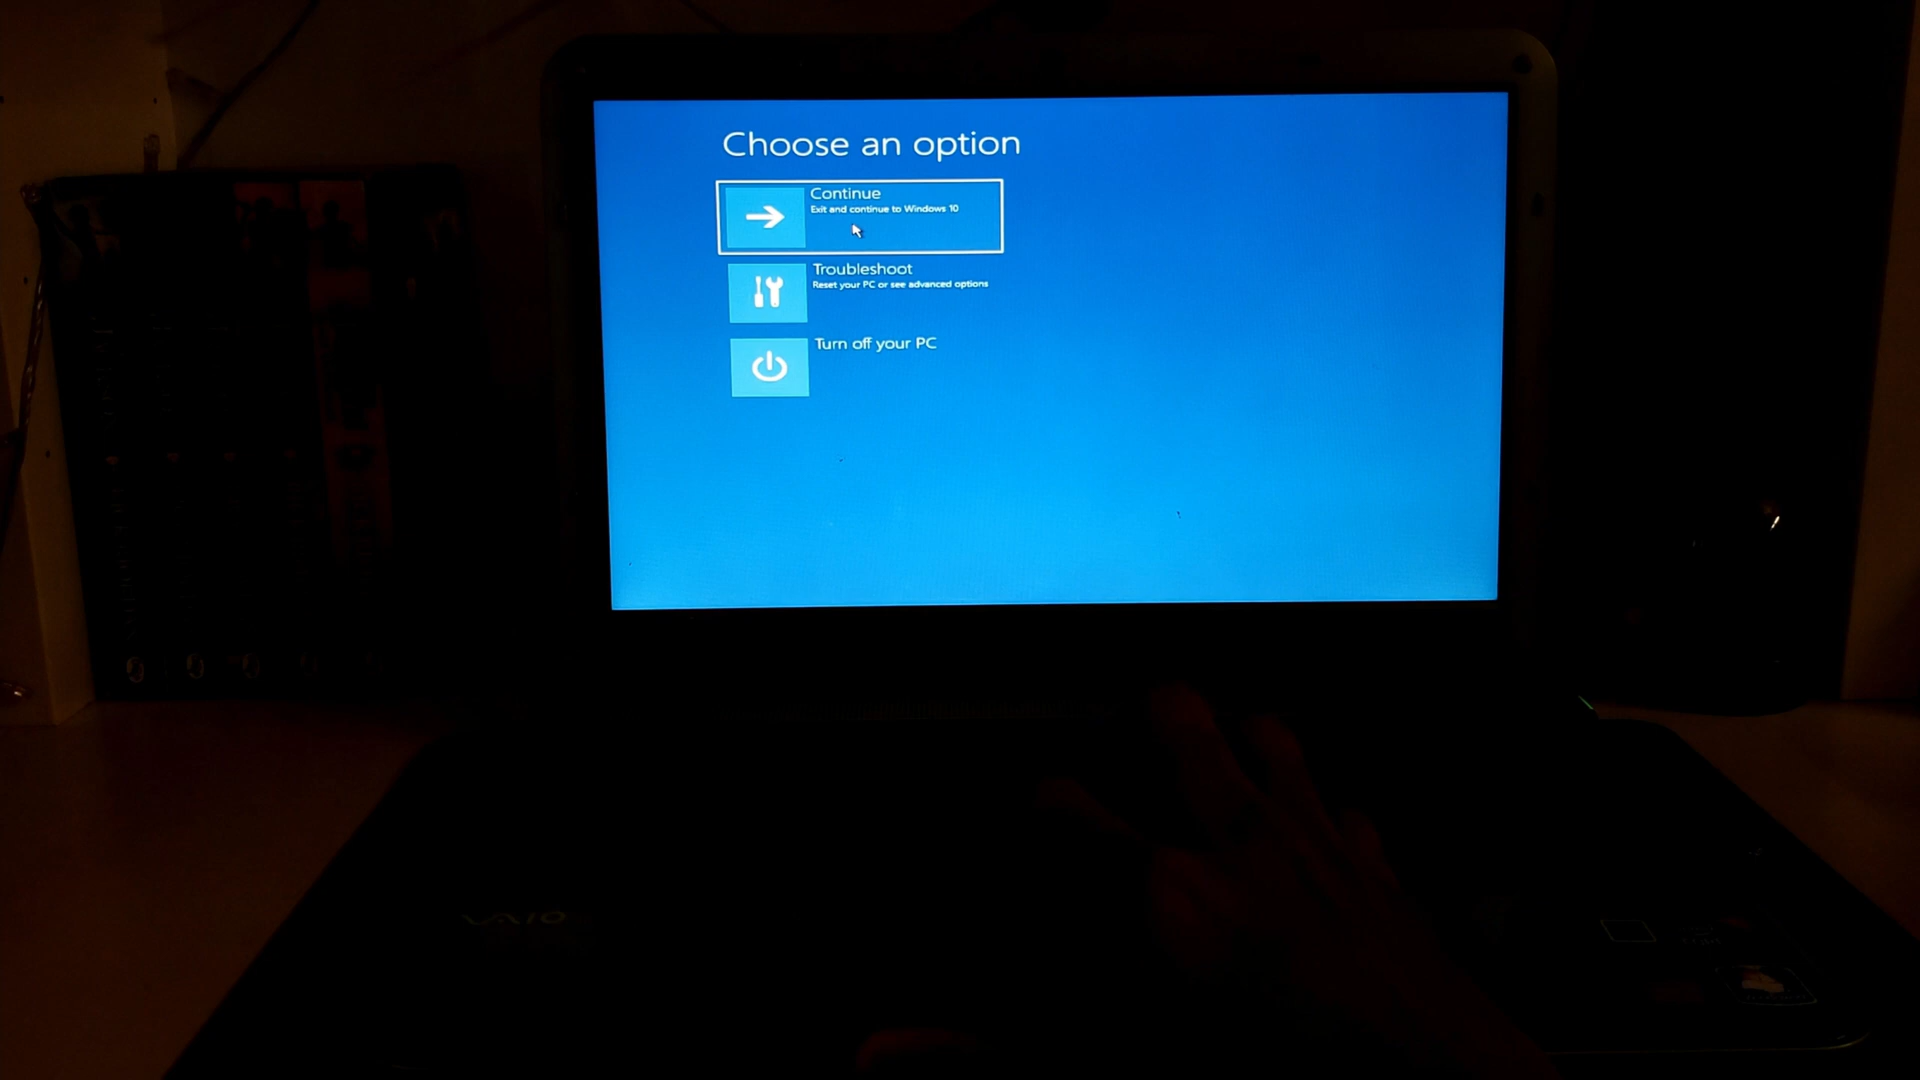 Choose an option
Continue
Exit and continue to Windows 10
Troubleshoot
Reset your PC or see advanced options
Turn off your PC
VAIO